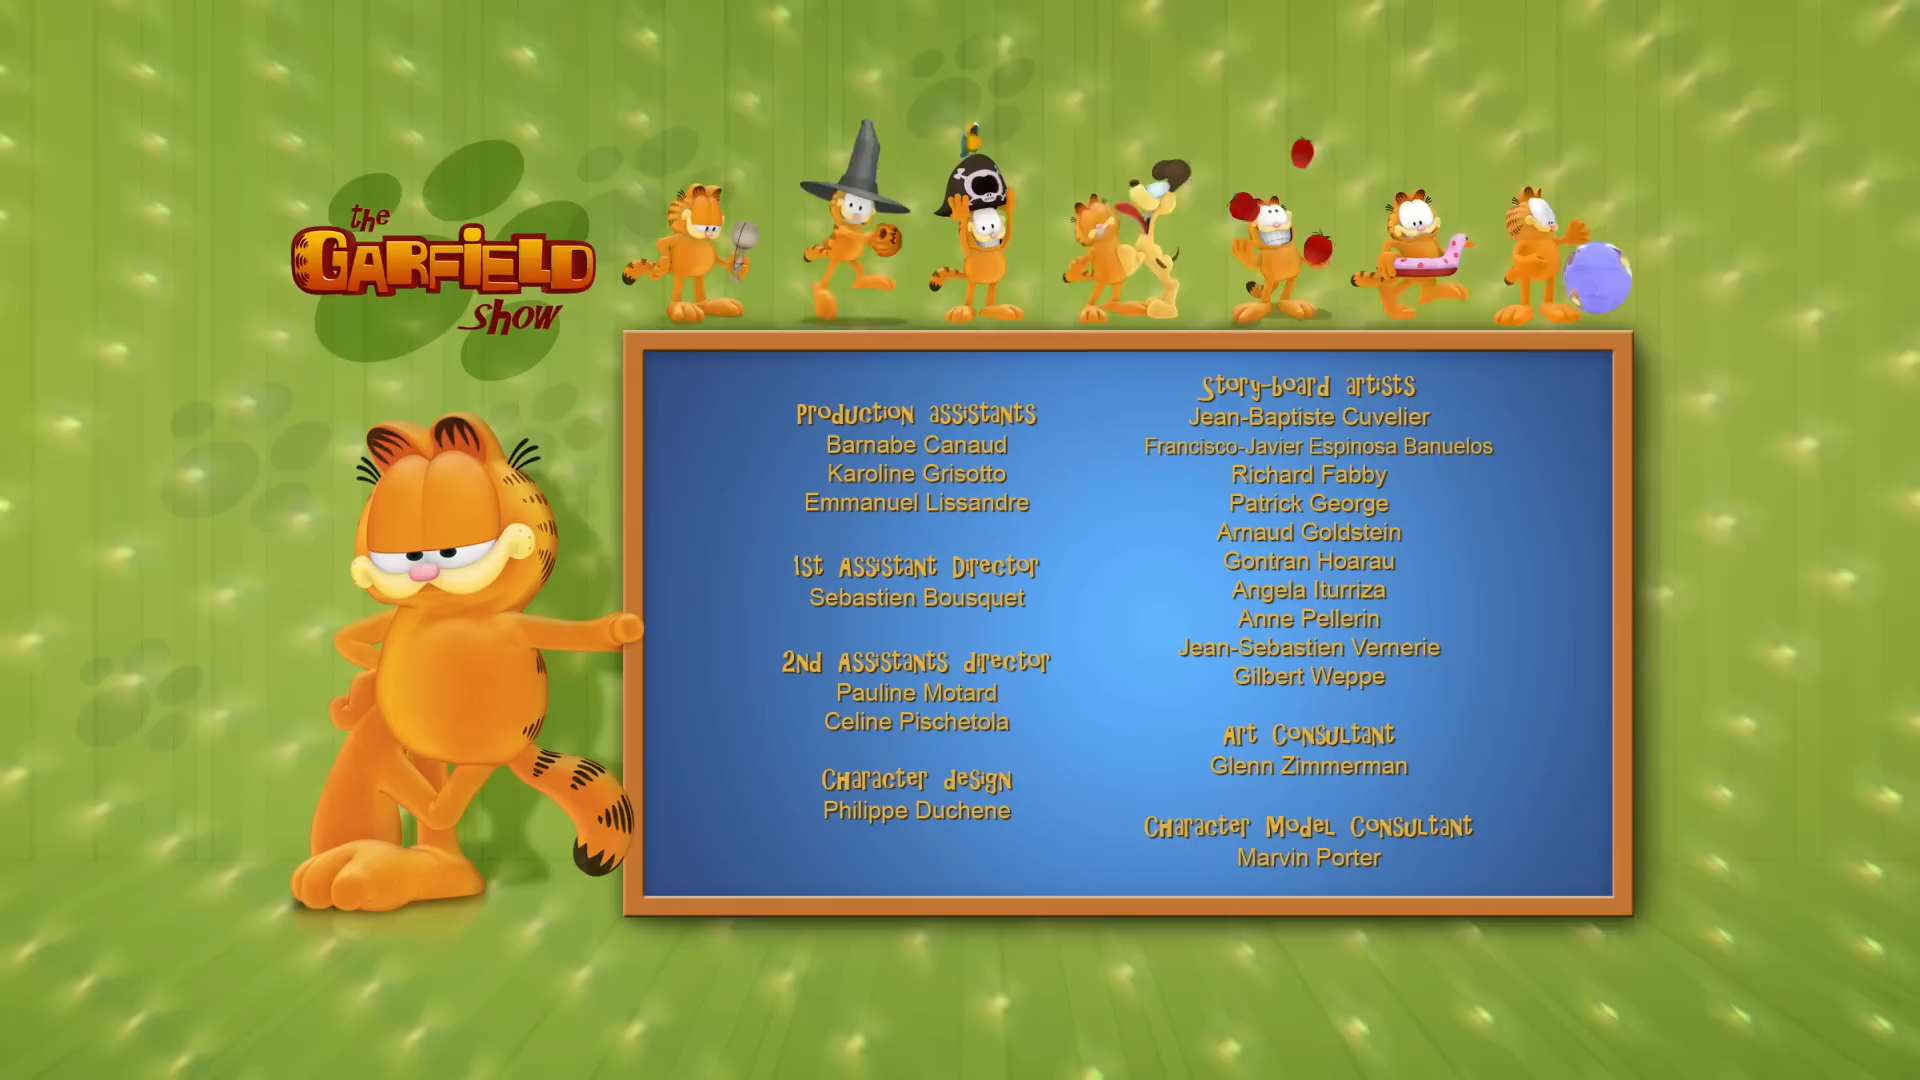 the
GARFIELD
show
Production assistants
Barnabe Canaud
Karoline Grisotto
Emmanuel Lissandre
1st Assistant Director
Sebastien Bousquet
2nd Assistants director
Pauline Motard
Celine Pischetola
Character design
Philippe Duchene
Story-board artists
Jean-Baptiste Cuvelier
Francisco-Javier Espinosa Banuelos
Richard Fabby
Patrick George
Arnaud Goldstein
Gontran Hoarau
Angela Iturriza
Anne Pellerin
Jean-Sebastien Vernerie
Gilbert Weppe
Art Consultant
Glenn Zimmerman
Character Model Consultant
Marvin Porter